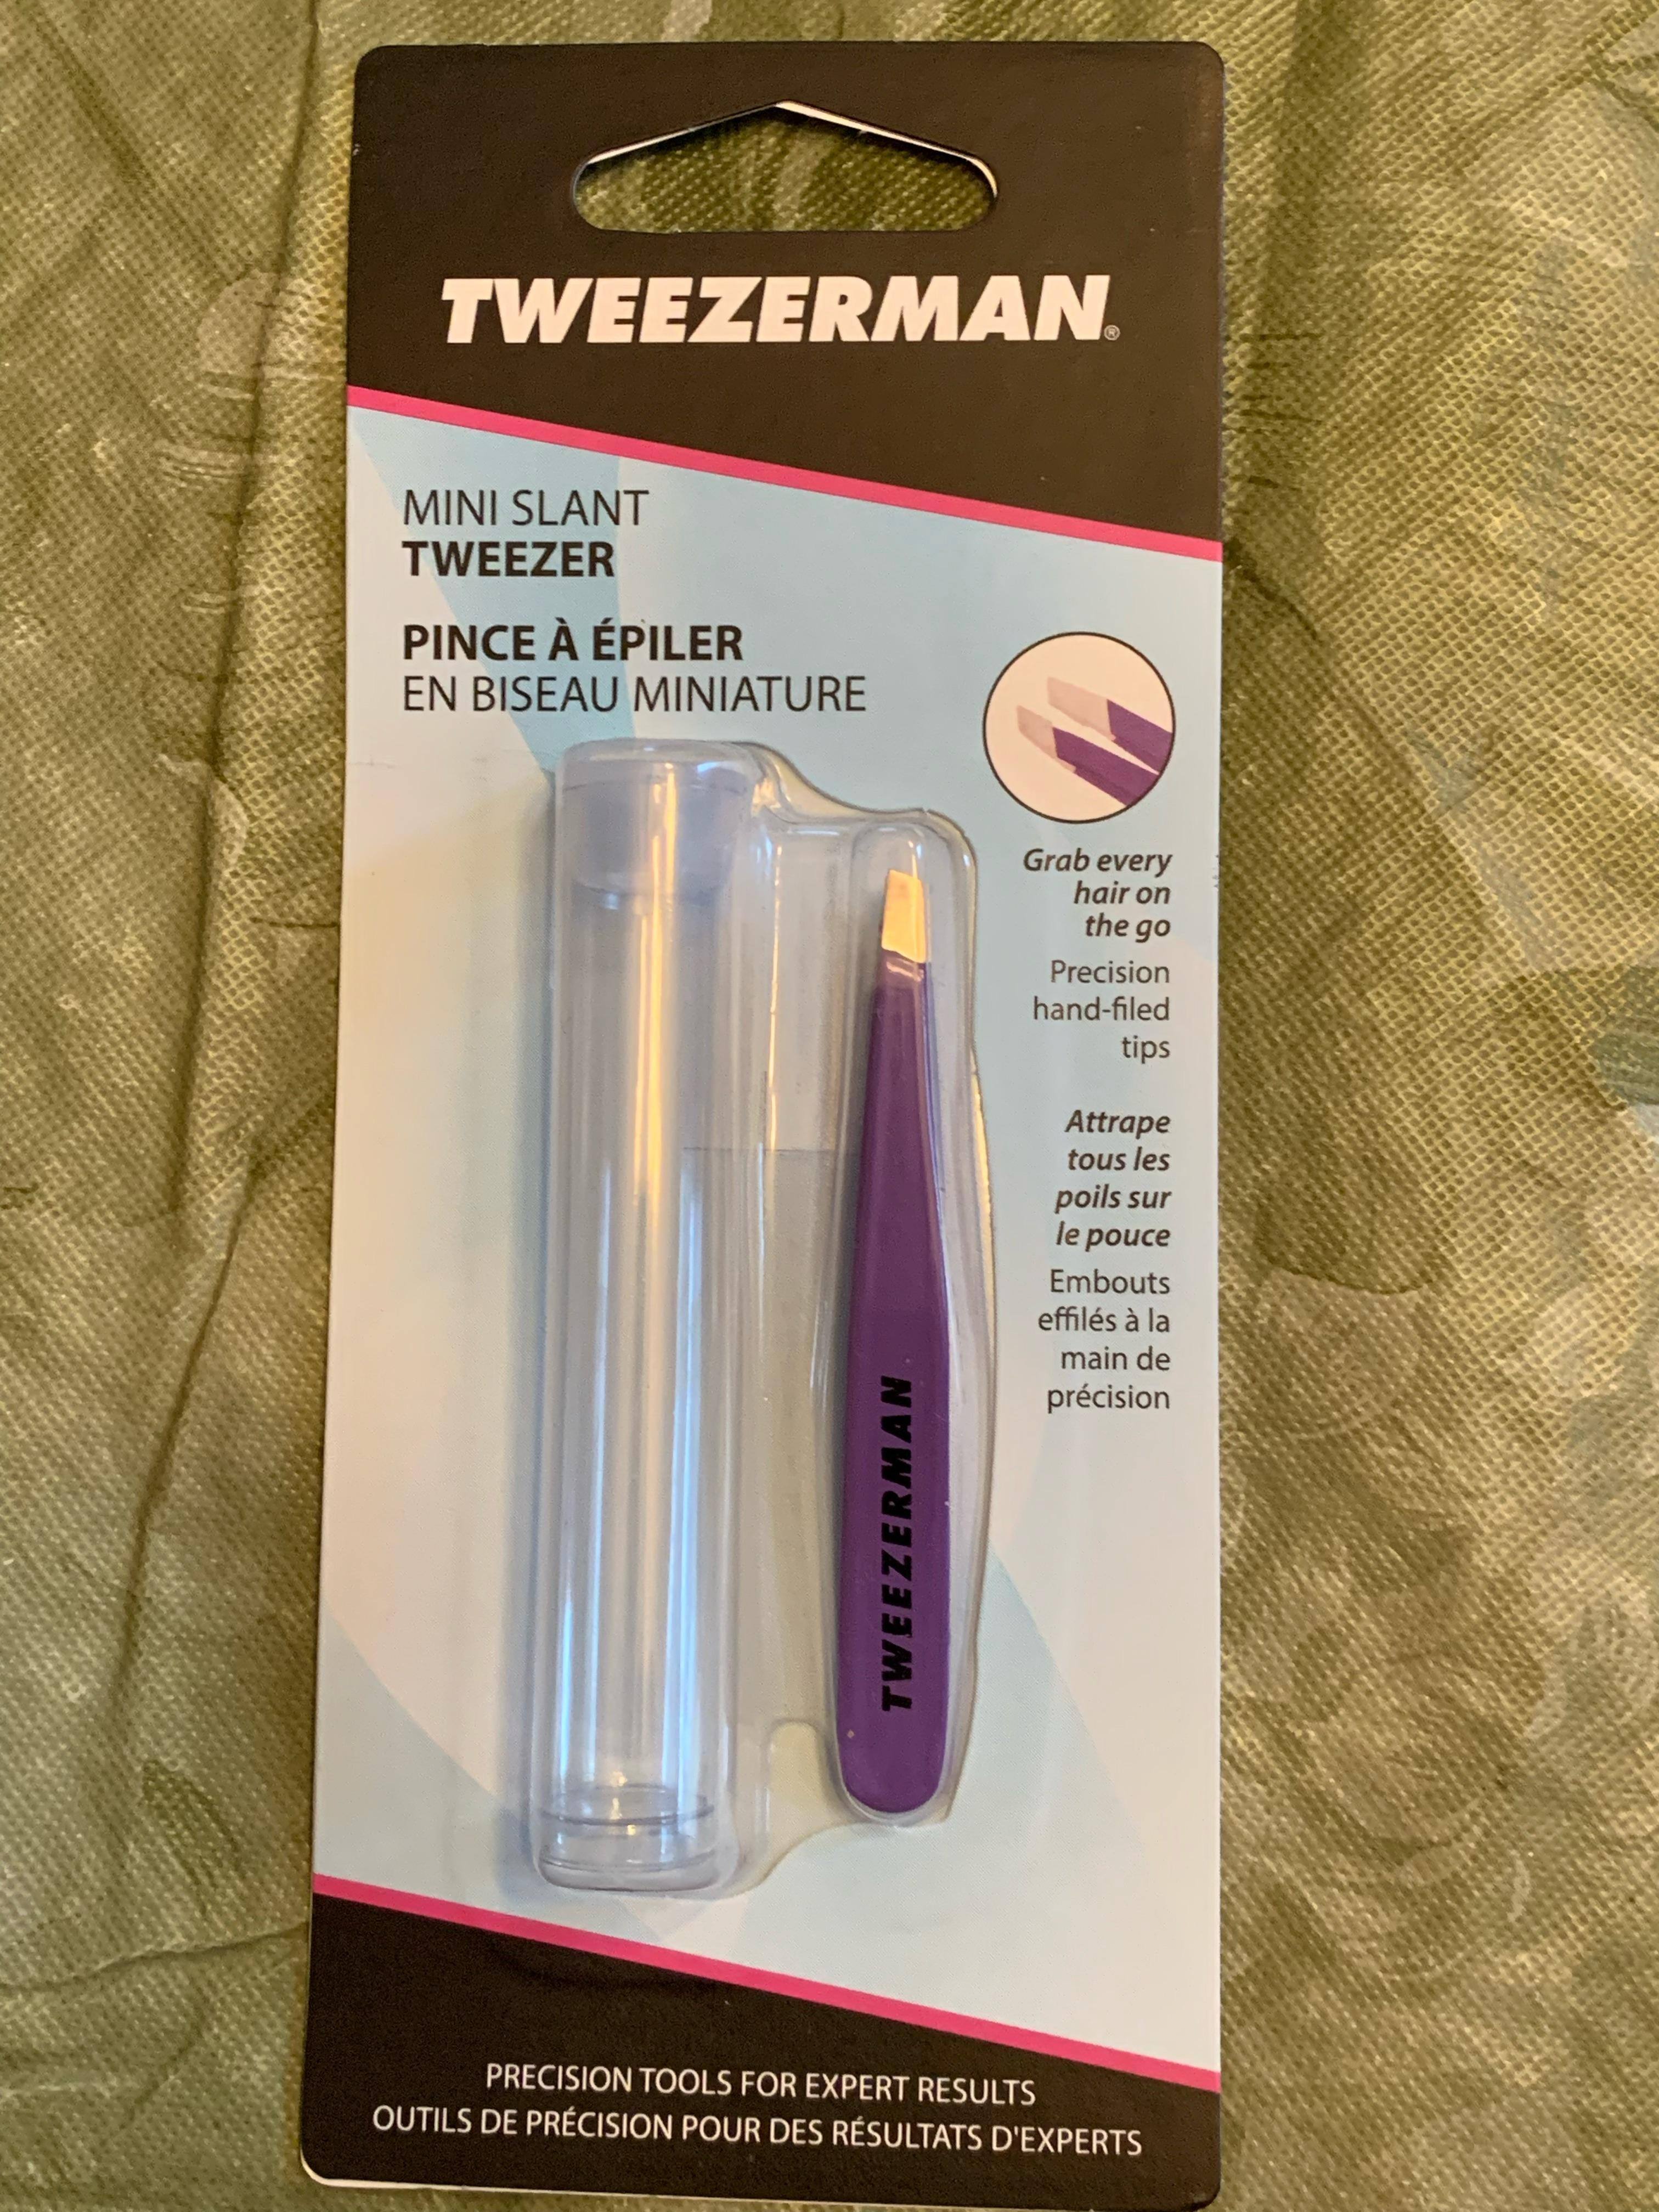 TWEEZERMAN®
MINI SLANT
TWEEZER
PINCE À ÉPILER
EN BISEAU MINIATURE
Grab every
hair on
the go
Precision
hand-filed
tips
Attrape
tous les
poils sur
le pouce
Embouts
effilés à la
main de
précision
TWEEZERMAN
PRECISION TOOLS FOR EXPERT RESULTS
OUTILS DE PRÉCISION POUR DES RÉSULTATS D'EXPERTS